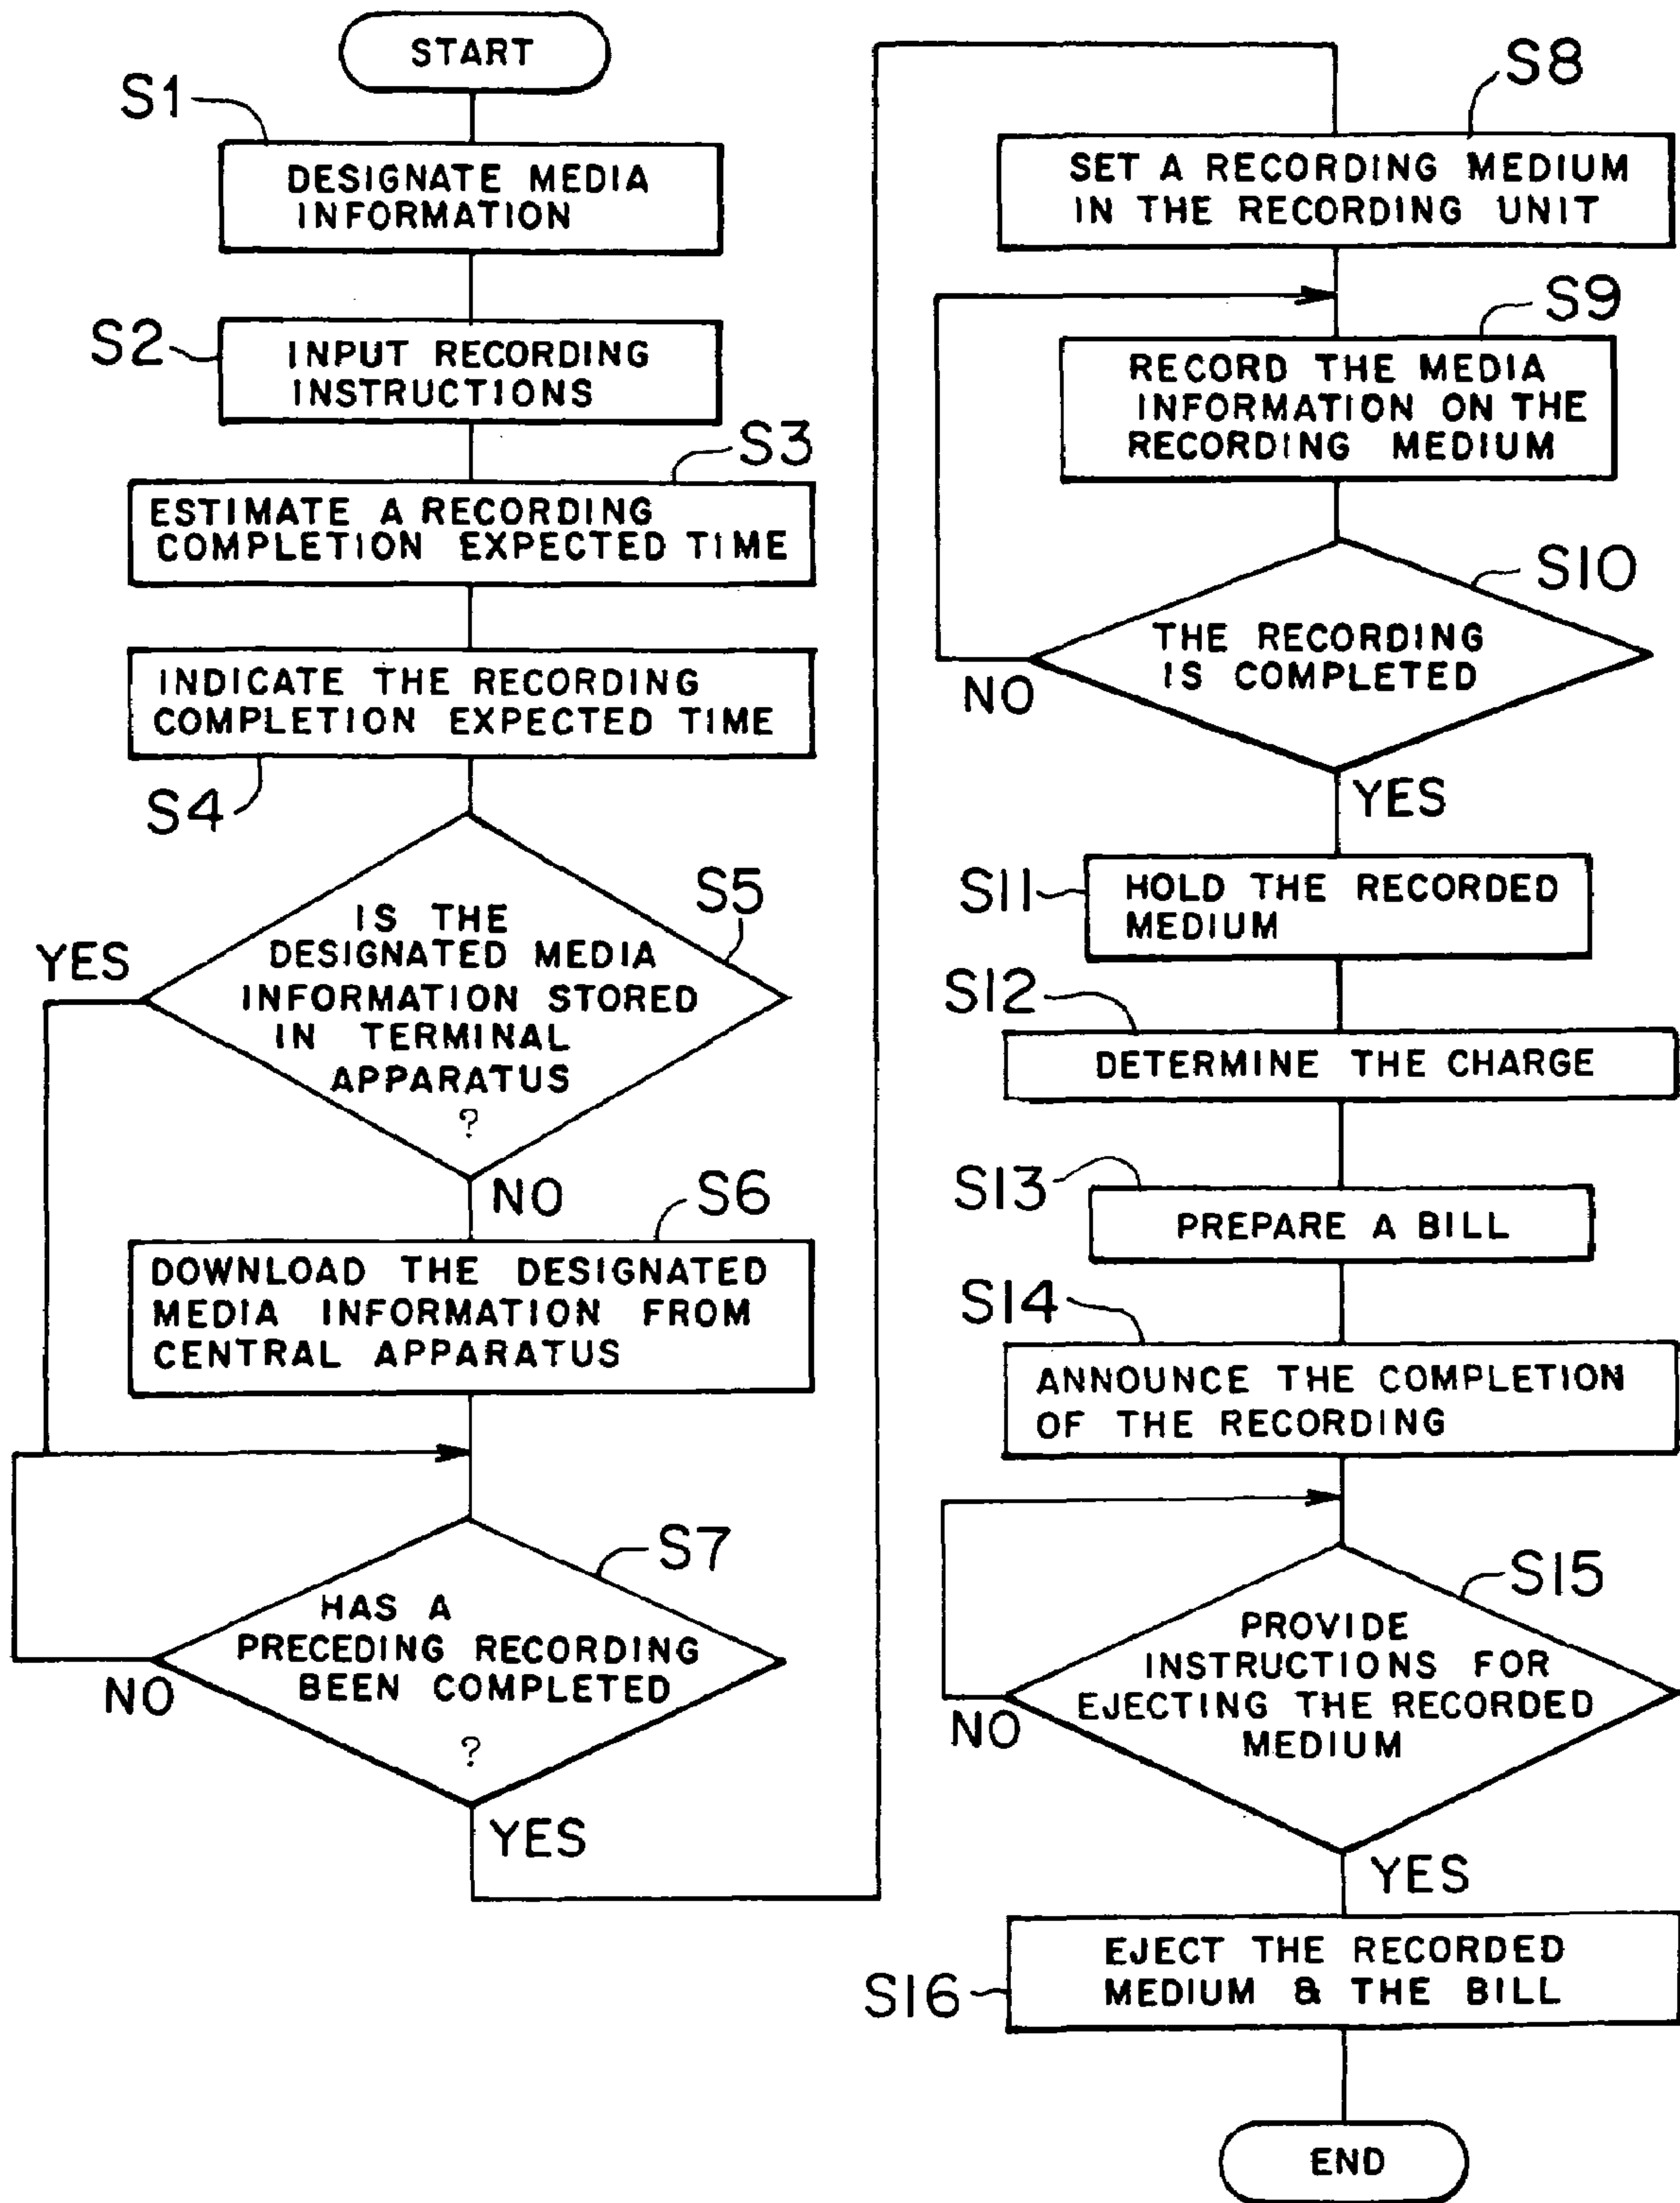 START
S1
DESIGNATE MEDIA
INFORMATION
S2
INPUT RECORDING
INSTRUCTIONS
S3
ESTIMATE A RECORDING
COMPLETION EXPECTED TIME
INDICATE THE RECORDING
COMPLETION EXPECTED TIME
S4
S5
IS THE
DESIGNATED MEDIA
INFORMATION STORED
IN TERMINAL
APPARATUS
?
YES
NO
S6
DOWNLOAD THE DESIGNATED
MEDIA INFORMATION FROM
CENTRAL APPARATUS
S7
HAS A
PRECEDING RECORDING
BEEN COMPLETED
?
NO
YES
S8
SET A RECORDING MEDIUM
IN THE RECORDING UNIT
S9
RECORD THE MEDIA
INFORMATION ON THE
RECORDING MEDIUM
S10
THE RECORDING
IS COMPLETED
NO
YES
S11
HOLD THE RECORDED
MEDIUM
S12
DETERMINE THE CHARGE
S13
PREPARE A BILL
S14
ANNOUNCE THE COMPLETION
OF THE RECORDING
S15
PROVIDE
INSTRUCTIONS FOR
EJECTING THE RECORDED
MEDIUM
NO
YES
EJECT THE RECORDED
MEDIUM & THE BILL
S16
END